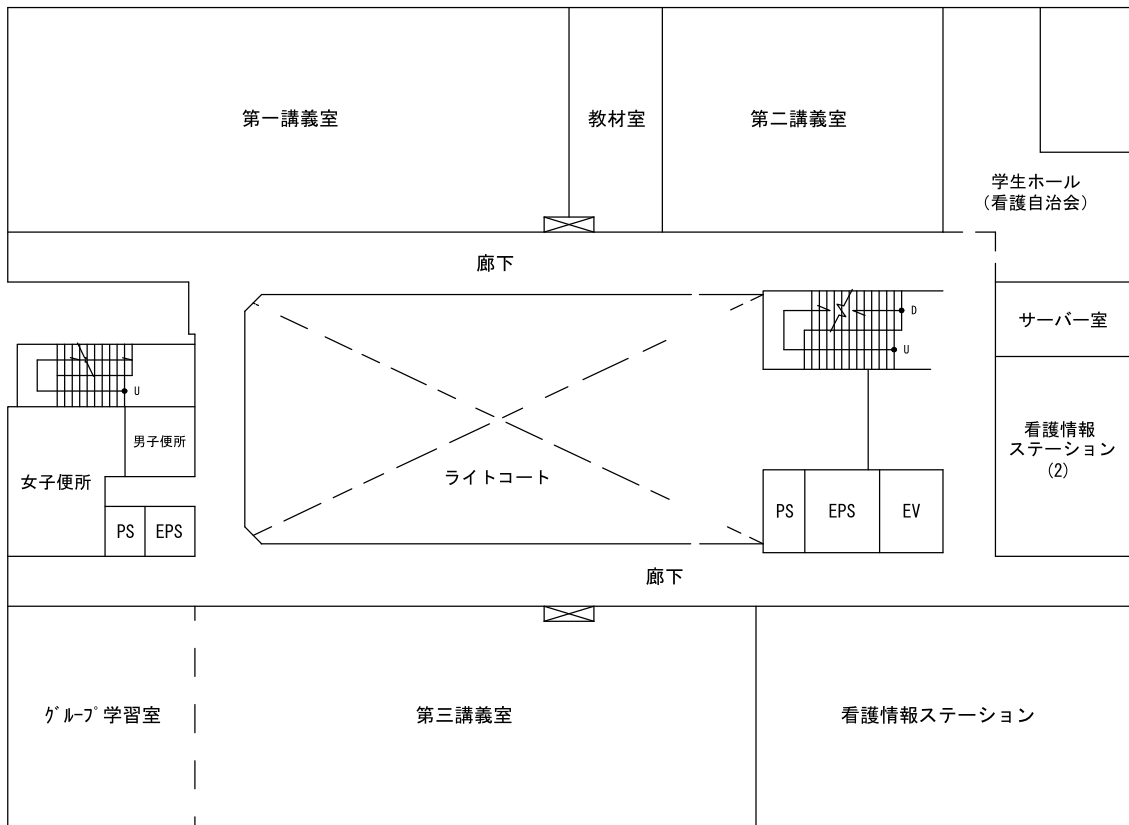 第一講義室
教材室
第二講義室
学生ホール
(看護自治会)
廊下
サーバー室
D
U
U
男子便所
女子便所
看護情報
ステーション
(2)
ライトコート
PS
EPS
PS
EPS
EV
廊下
ｸﾞﾙｰﾌﾟ学習室
第三講義室
看護情報ステーション